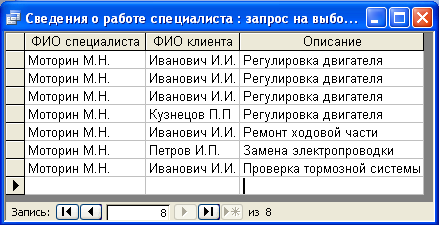 Сведения о работе специалиста : запрос на выбо...
ФИО специалиста ФИО клиента Описание
Моторин М.Н. Иванович И.И. Регулировка двигателя
Моторин М.Н. Иванович И.И. Регулировка двигателя
Моторин М.Н. Иванович И.И. Регулировка двигателя
Моторин М.Н. Кузнецов П.П Регулировка двигателя
Моторин М.Н. Иванович И.И. Ремонт ходовой части
Моторин М.Н. Петров И.П. Замена электропроводки
Моторин М.Н. Иванович И.И. Проверка тормозной системы
Запись: 8 из 8